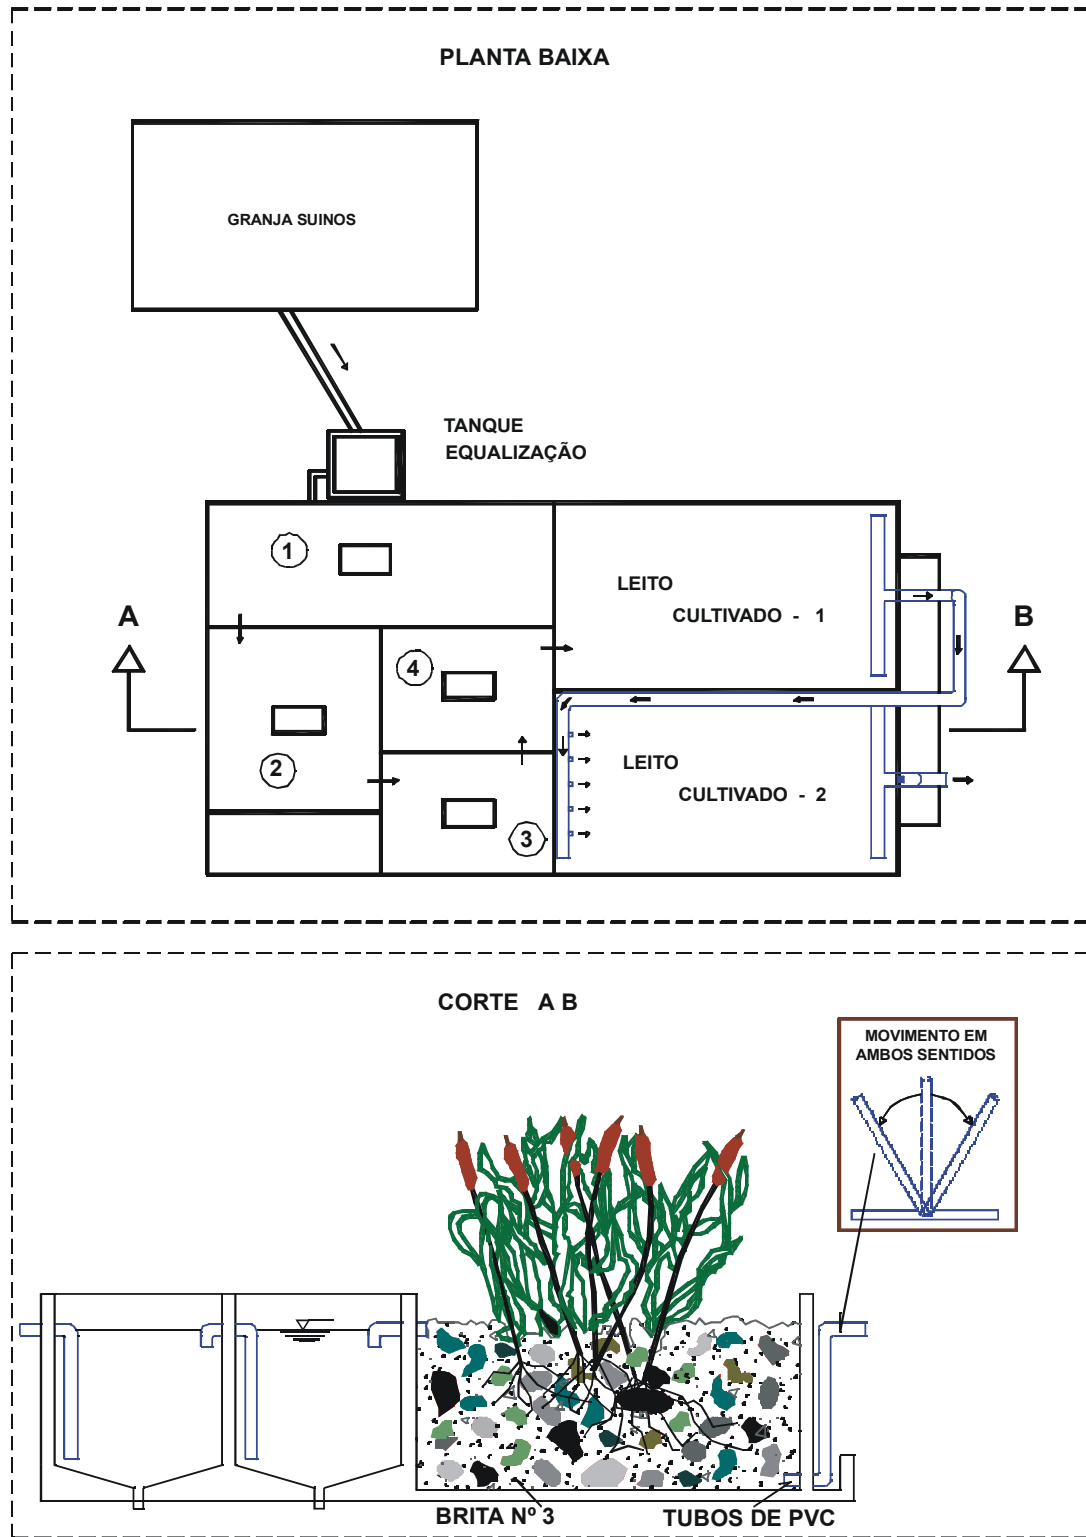 PLANTA BAIXA
GRANJA SUINOS
TANQUE
EQUALIZAÇÃO
1
LEITO
CULTIVADO - 1
A
B
4
2
LEITO
CULTIVADO - 2
3
CORTE A B
MOVIMENTO EM
AMBOS SENTIDOS
BRITA Nº 3
TUBOS DE PVC